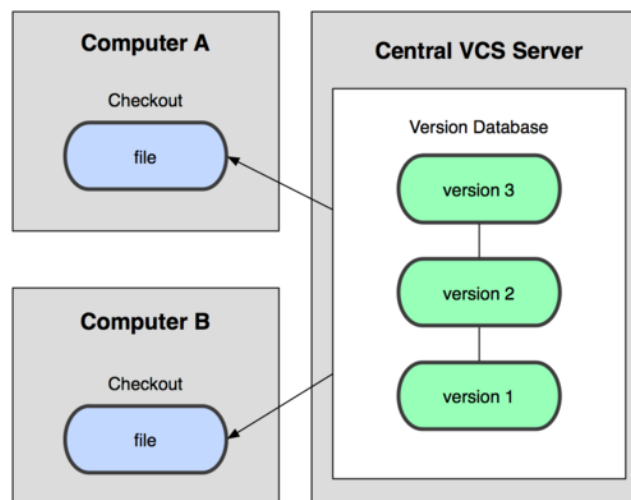 Computer A
Checkout
file
Computer B
Checkout
file
Central VCS Server
Version Database
version 3
version 2
version 1